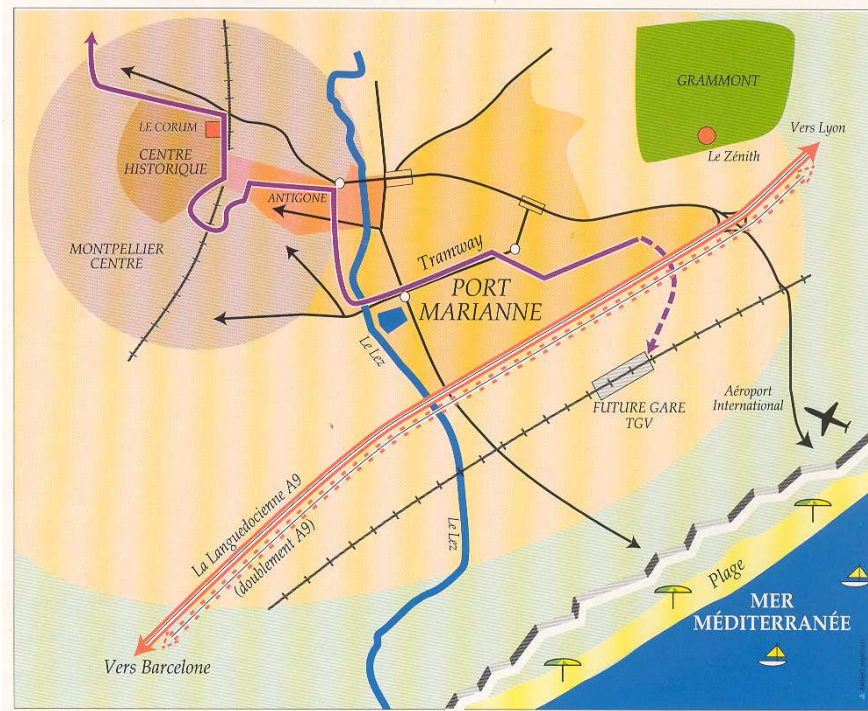 GRAMMONT
Vers Lyon
LE CORUM
Le Zénith
CENTRE
HISTORIQUE
ANTIGONE
MONTPELLIER
CENTRE
Tramway
PORT
MARIANNE
Le Lez
Aéroport
International
FUTURE GARE
TGV
La Languedocienne A9
(doublement A9)
Le Lez
Plage
MER
MÉDITERRANÉE
Vers Barcelone